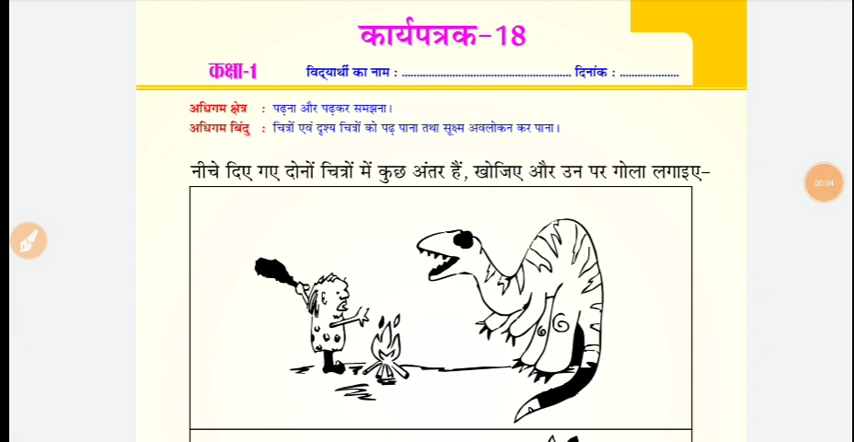 कार्यपत्रक-18
कक्षा-1 विद्यार्थी का नाम : .......................................................... दिनांक : ....................
अधिगम क्षेत्र : पढ़ना और पढ़कर समझना।
अधिगम बिंदु : चित्रों एवं दृश्य चित्रों को पढ़ पाना तथा सूक्ष्म अवलोकन कर पाना।
नीचे दिए गए दोनों चित्रों में कुछ अंतर हैं, खोजिए और उन पर गोला लगाइए-
00:04